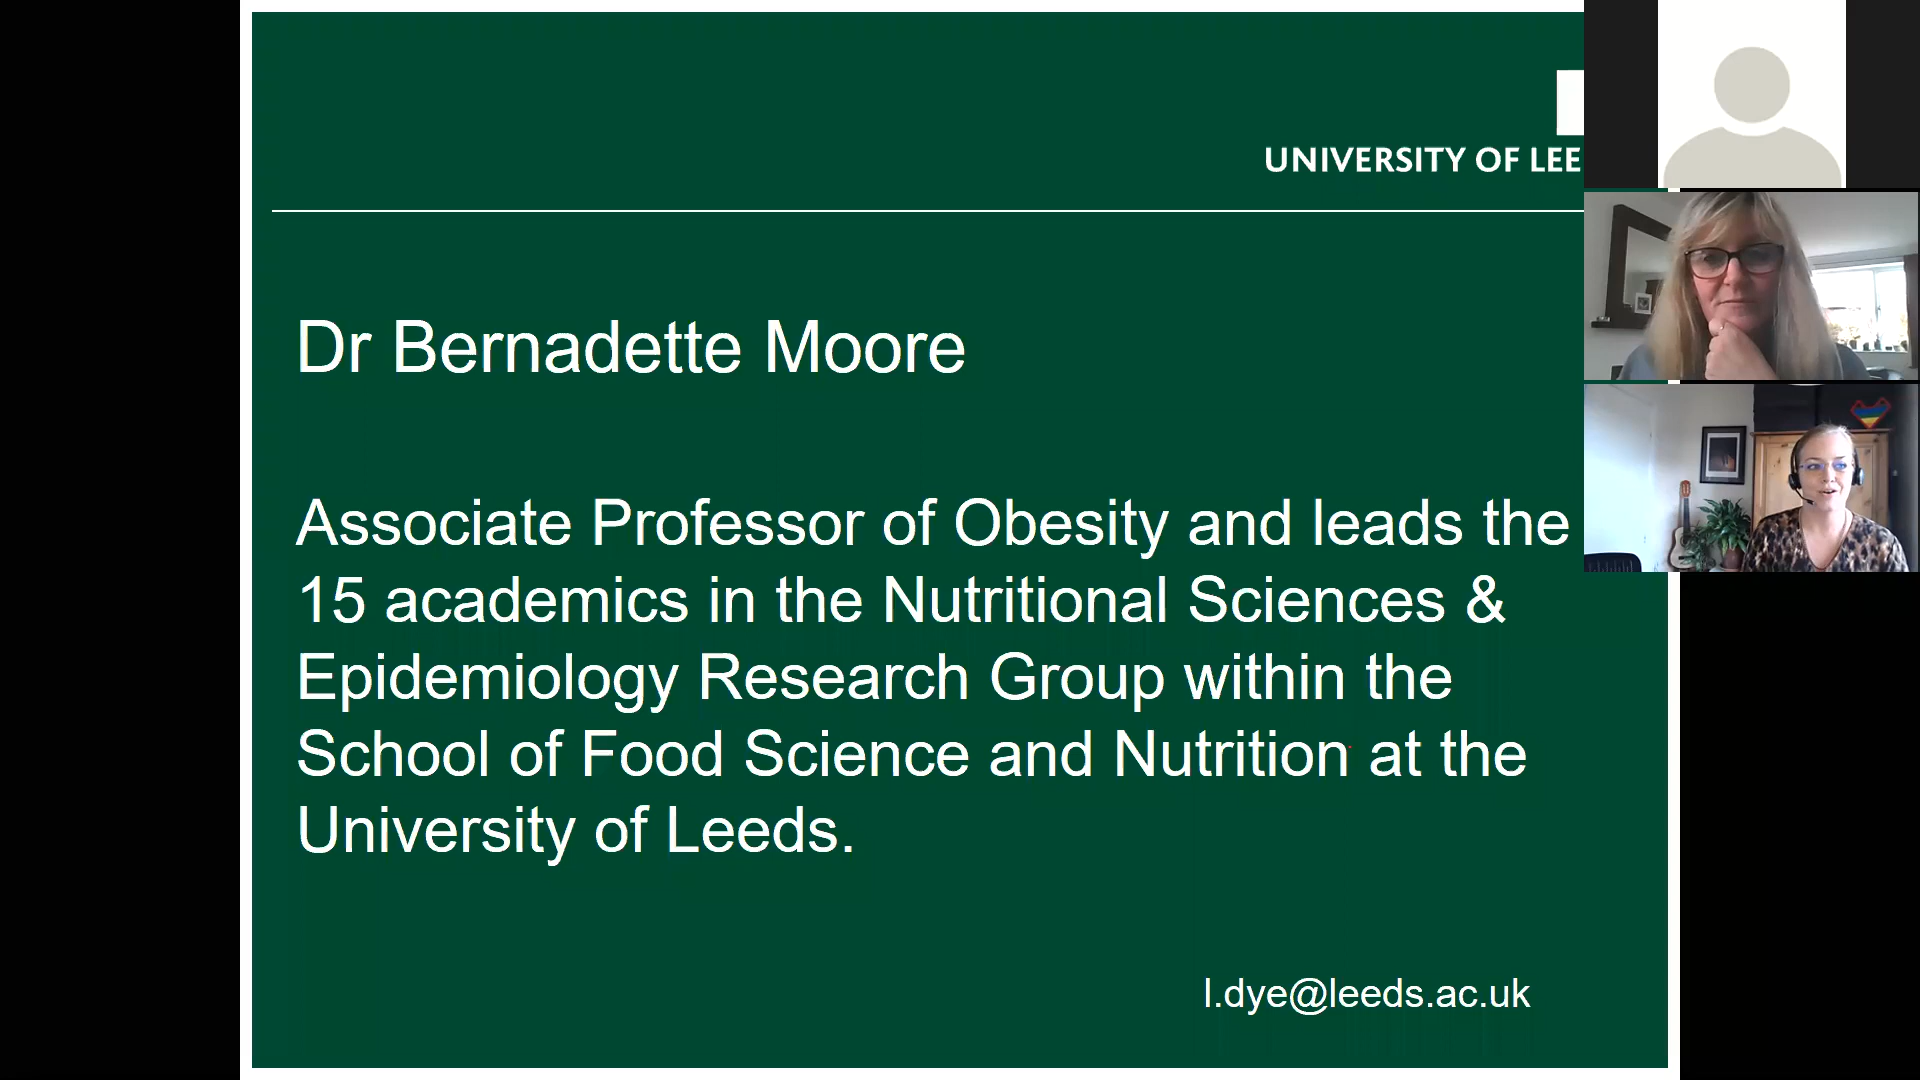 UNIVERSITY OF LEE
Dr Bernadette Moore
Associate Professor of Obesity and leads the
15 academics in the Nutritional Sciences &
Epidemiology Research Group within the
School of Food Science and Nutrition at the
University of Leeds.
l.dye@leeds.ac.uk